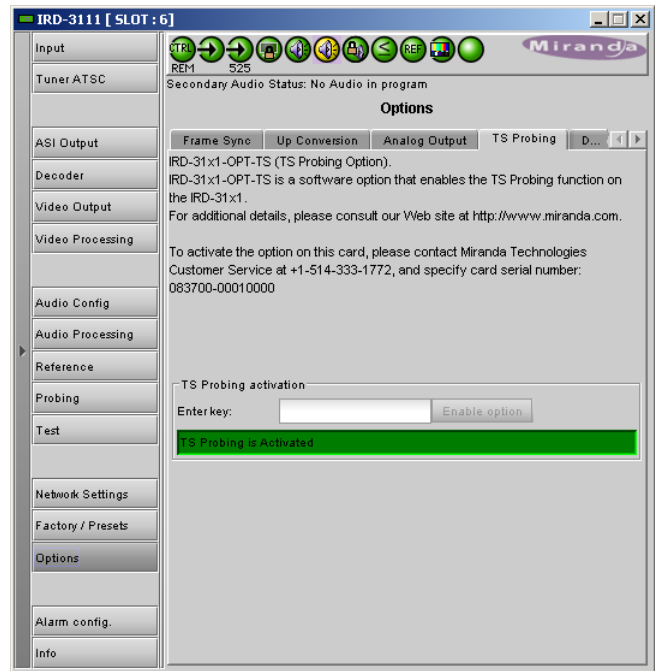 IRD-3111 [ SLOT : 6]
Input
Tuner ATSC
ASI Output
Decoder
Video Output
Video Processing
Audio Config
Audio Processing
Reference
Probing
Test
Network Settings
Factory / Presets
Options
Alarm config.
Info
CTRL
REF
Miranda
REM
525
Secondary Audio Status: No Audio in program
Options
Frame Sync
Up Conversion
Analog Output
TS Probing
D...
IRD-31x1-OPT-TS (TS Probing Option).
IRD-31x1-OPT-TS is a software option that enables the TS Probing function on
the IRD-31x1.
For additional details, please consult our Web site at http://www.miranda.com.
To activate the option on this card, please contact Miranda Technologies
Customer Service at +1-514-333-1772, and specify card serial number:
083700-00010000
TS Probing activation
Enter key:
Enable option
TS Probing is Activated